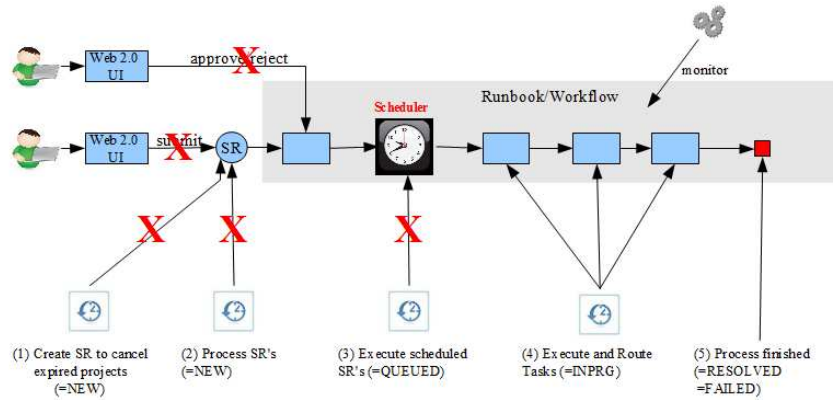 Web 2.0
UI
approve/reject
X
monitor
Scheduler
Runbook/Workflow
Web 2.0
UI
submit
X
SR
X
X
X
(1) Create SR to cancel
expired projects
(=NEW)
(2) Process SR's
(=NEW)
(3) Execute scheduled
SR's (=QUEUED)
(4) Execute and Route
Tasks (=INPRG)
(5) Process finished
(=RESOLVED
=FAILED)